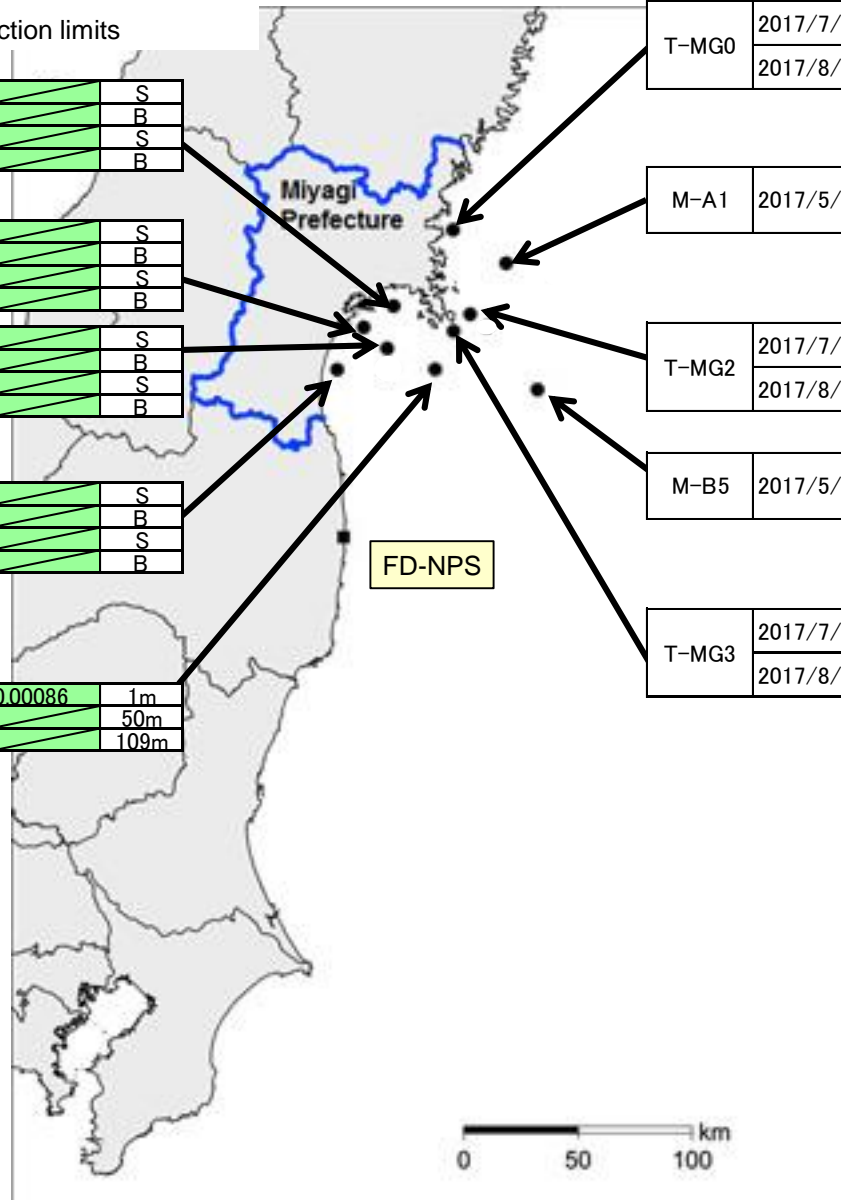 ction limits
T-MG0
2017/7/
2017/8/
S
B
S
B
M-A1
2017/5/
Miyagi
Prefecture
S
B
S
B
S
B
S
B
T-MG2
2017/7/
2017/8/
M-B5
2017/5/
S
B
S
B
FD-NPS
T-MG3
2017/7/
2017/8/
0.00086 1m
50m
109m
km
0 50 100